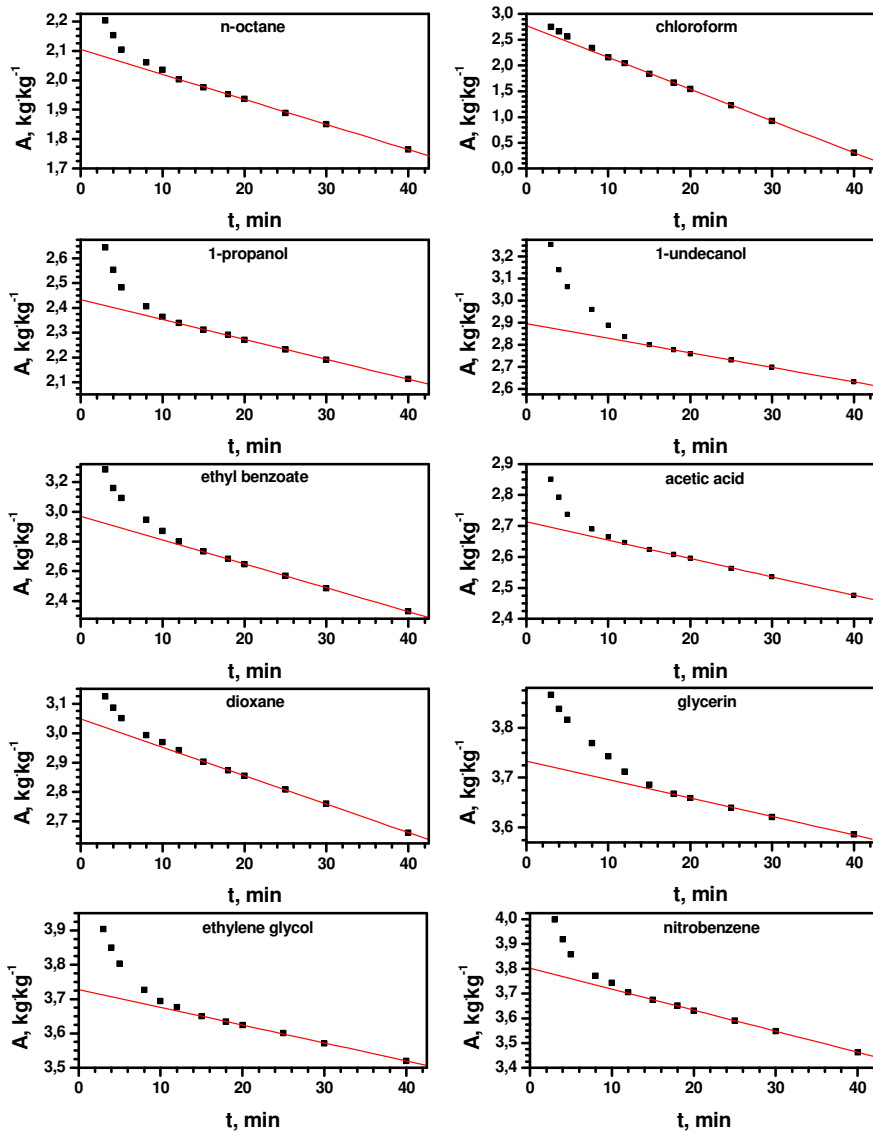 n-octane
A, kg·kg⁻¹
2,2
2,1
2,0
1,9
1,8
1,7
0 10 20 30 40
t, min
chloroform
A, kg·kg⁻¹
3,0
2,5
2,0
1,5
1,0
0,5
0,0
0 10 20 30 40
t, min
1-propanol
A, kg·kg⁻¹
2,6
2,5
2,4
2,3
2,2
2,1
0 10 20 30 40
t, min
1-undecanol
A, kg·kg⁻¹
3,2
3,1
3,0
2,9
2,8
2,7
2,6
0 10 20 30 40
t, min
ethyl benzoate
A, kg·kg⁻¹
3,2
3,0
2,8
2,6
2,4
0 10 20 30 40
t, min
acetic acid
A, kg·kg⁻¹
2,9
2,8
2,7
2,6
2,5
2,4
0 10 20 30 40
t, min
dioxane
A, kg·kg⁻¹
3,1
3,0
2,9
2,8
2,7
0 10 20 30 40
t, min
glycerin
A, kg·kg⁻¹
3,8
3,7
3,6
0 10 20 30 40
t, min
ethylene glycol
A, kg·kg⁻¹
3,9
3,8
3,7
3,6
3,5
0 10 20 30 40
t, min
nitrobenzene
A, kg·kg⁻¹
4,0
3,9
3,8
3,7
3,6
3,5
3,4
0 10 20 30 40
t, min